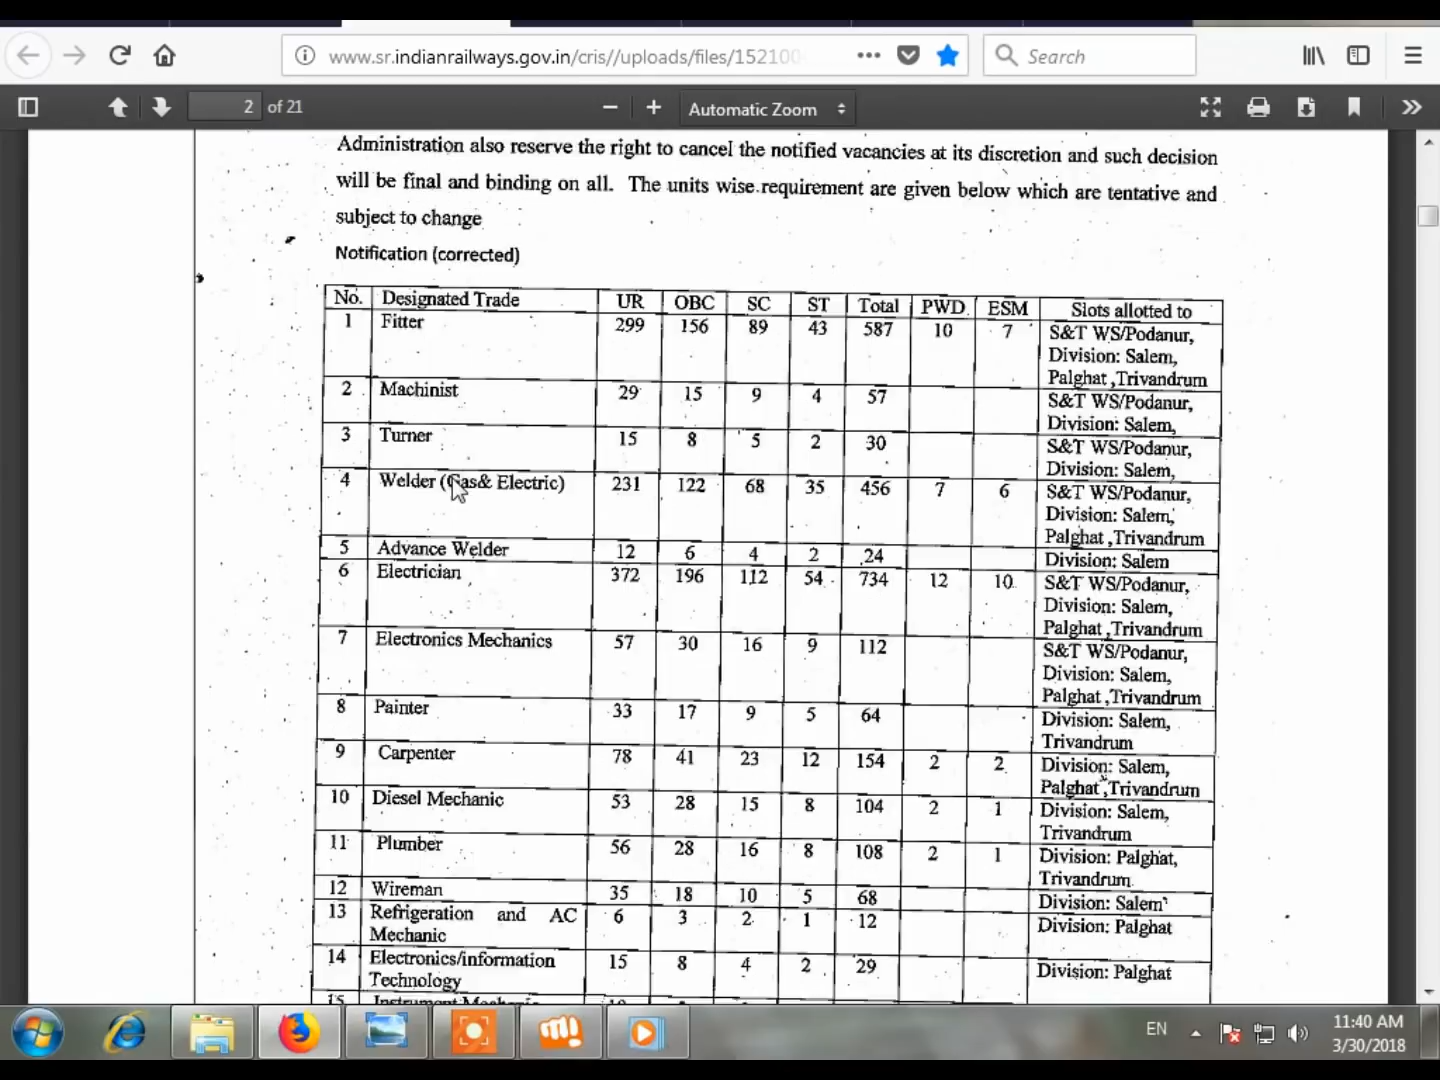 www.sr.indianrailways.gov.in/cris//uploads/files/152100
Search
2 of 21
Automatic Zoom
Administration also reserve the right to cancel the notified vacancies at its discretion and such decision
will be final and binding on all. The units wise requirement are given below which are tentative and
subject to change
Notification (corrected)
No. Designated Trade UR OBC SC ST Total PWD ESM Slots allotted to
1 Fitter 299 156 89 43 587 10 7 S&T WS/Podanur,
Division: Salem,
Palghat ,Trivandrum
2 Machinist 29 15 9 4 57 S&T WS/Podanur,
Division: Salem,
3 Turner 15 8 5 2 30 S&T WS/Podanur,
Division: Salem,
4 Welder (Gas& Electric) 231 122 68 35 456 7 6 S&T WS/Podanur,
Division: Salem,
Palghat ,Trivandrum
5 Advance Welder 12 6 4 2 24 Division: Salem
6 Electrician 372 196 112 54 734 12 10 S&T WS/Podanur,
Division: Salem,
Palghat ,Trivandrum
7 Electronics Mechanics 57 30 16 9 112 S&T WS/Podanur,
Division: Salem,
Palghat ,Trivandrum
8 Painter 33 17 9 5 64 Division: Salem,
Trivandrum
9 Carpenter 78 41 23 12 154 2 2 Division: Salem,
Palghat ,Trivandrum
10 Diesel Mechanic 53 28 15 8 104 2 1 Division: Salem,
Trivandrum
11 Plumber 56 28 16 8 108 2 1 Division: Palghat,
Trivandrum
12 Wireman 35 18 10 5 68 Division: Salem
13 Refrigeration and AC 6 3 2 1 12 Division: Palghat
Mechanic
14 Electronics/information 15 8 4 2 29 Division: Palghat
Technology
15 Instrument Mechanic
EN
11:40 AM
3/30/2018